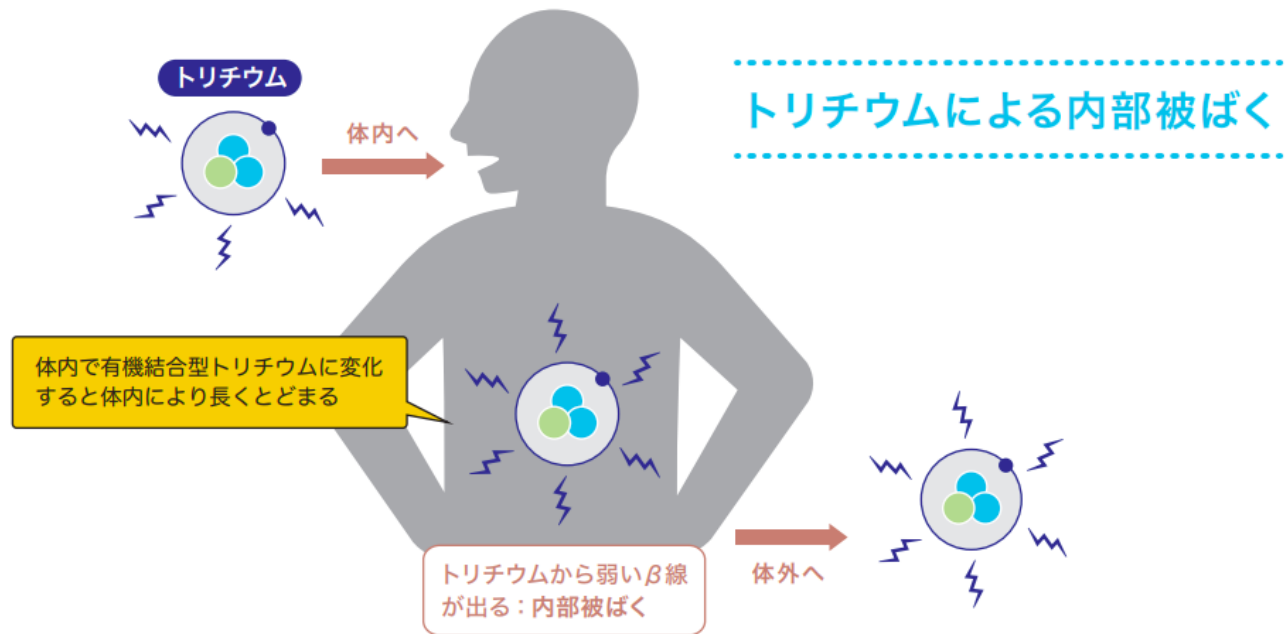 トリチウム
体内へ
トリチウムによる内部被ばく
体内で有機結合型トリチウムに変化
すると体内により長くとどまる
トリチウムから弱いβ線
が出る：内部被ばく
体外へ